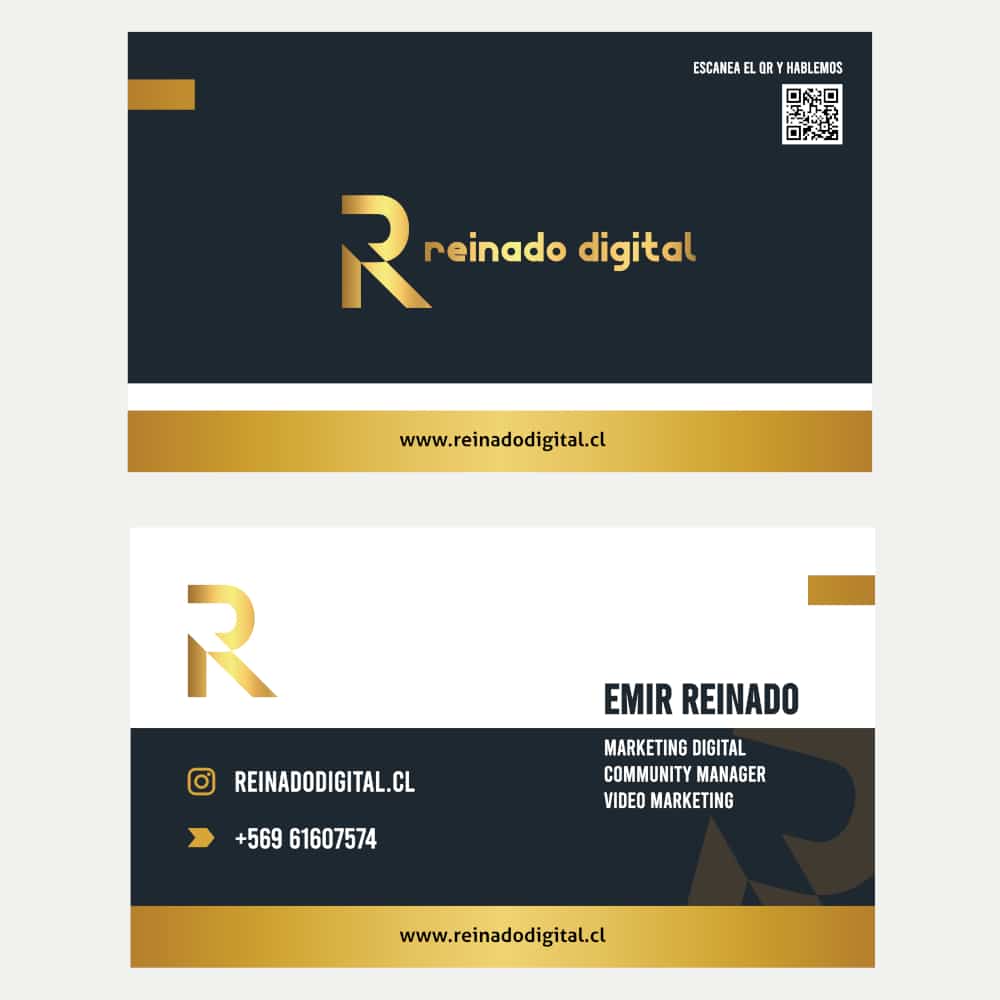 ESCANEA EL QR Y HABLEMOS
R reinado digital
www.reinadodigital.cl
R
EMIR REINADO
MARKETING DIGITAL
COMMUNITY MANAGER
VIDEO MARKETING
REINADODIGITAL.CL
+569 61607574
www.reinadodigital.cl